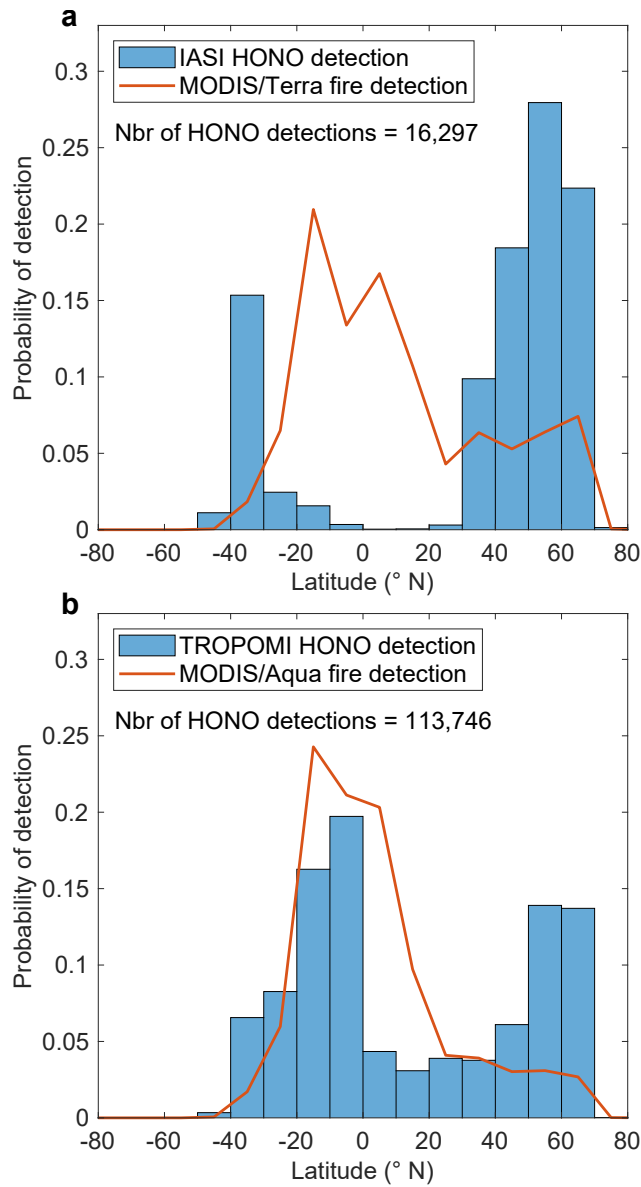 a
IASI HONO detection
MODIS/Terra fire detection
Nbr of HONO detections = 16,297
Probability of detection
0.3
0.25
0.2
0.15
0.1
0.05
0
-80 -60 -40 -20 0 20 40 60 80
Latitude (° N)
b
TROPOMI HONO detection
MODIS/Aqua fire detection
Nbr of HONO detections = 113,746
Probability of detection
0.3
0.25
0.2
0.15
0.1
0.05
0
-80 -60 -40 -20 0 20 40 60 80
Latitude (° N)